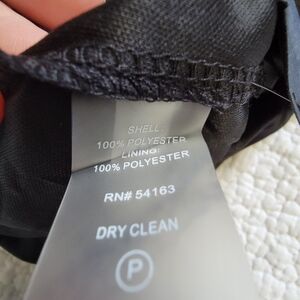 SHELL:
100% POLYESTER
LINING:
100% POLYESTER
RN# 54163
DRY CLEAN
P